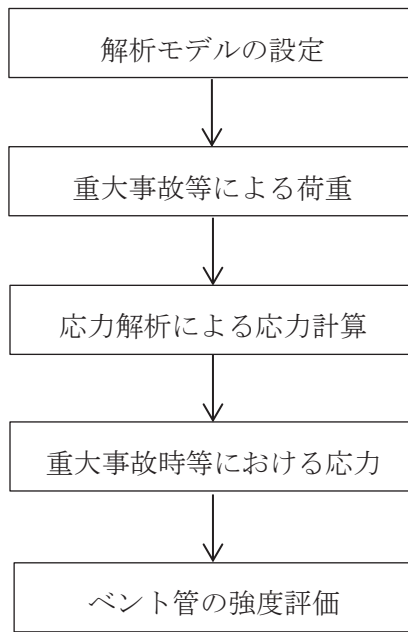 解析モデルの設定
重大事故等による荷重
応力解析による応力計算
重大事故時等における応力
ベント管の強度評価